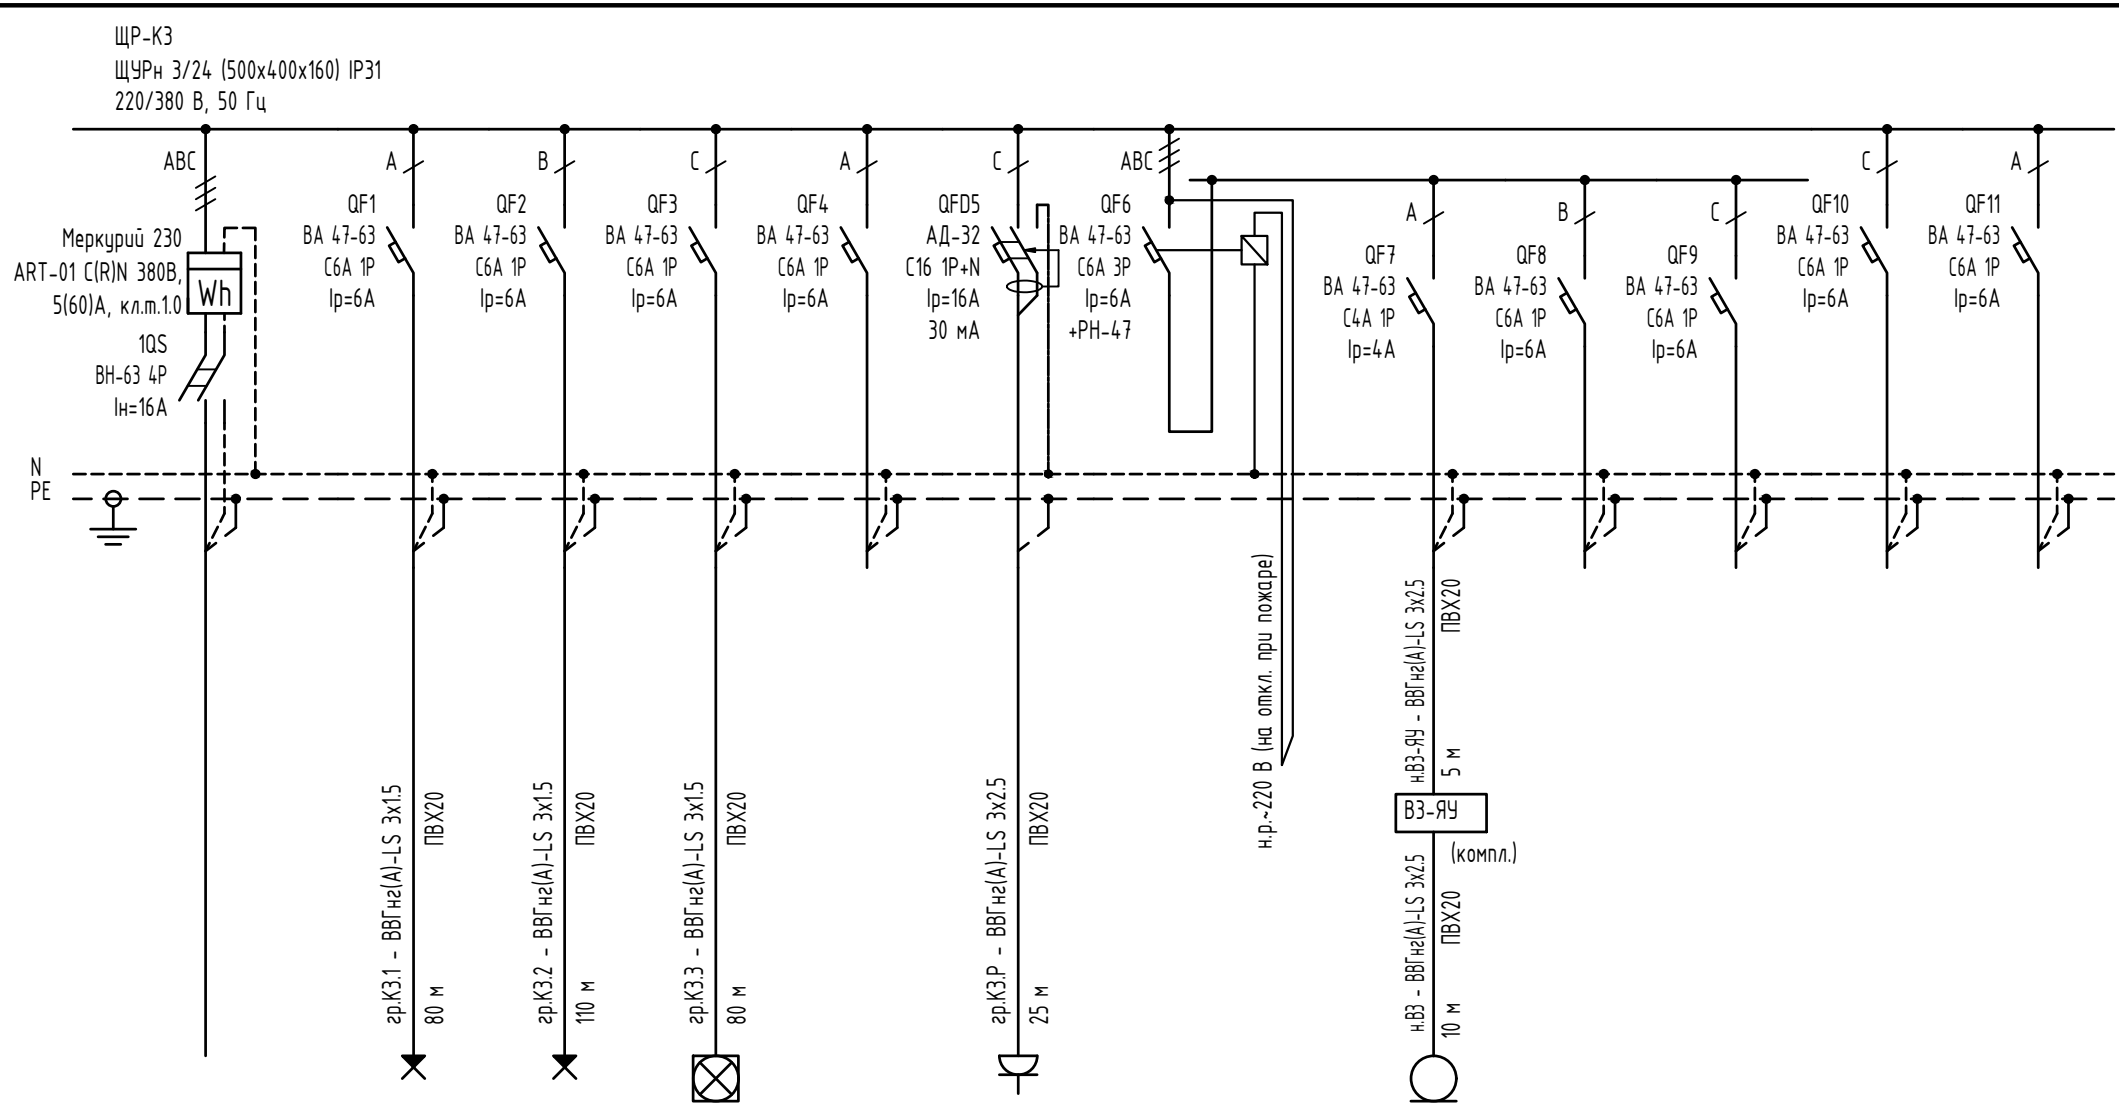 ЩР-К3
ЩУРн 3/24 (500х400х160) IP31
220/380 В, 50 Гц
ABC
Меркурий 230
ART-01 C(R)N 380В,
5(60)А, кл.т.1.0
Wh
1QS
ВН-63 4Р
Iн=16А
N
PE
A
QF1
ВА 47-63
С6А 1Р
Iр=6А
B
QF2
ВА 47-63
С6А 1Р
Iр=6А
C
QF3
ВА 47-63
С6А 1Р
Iр=6А
A
QF4
ВА 47-63
С6А 1Р
Iр=6А
C
QFD5
АД-32
С16 1Р+N
Iр=16А
30 мА
ABC
QF6
ВА 47-63
С6А 3Р
Iр=6А
+РН-47
A
QF7
ВА 47-63
С4А 1Р
Iр=4А
B
QF8
ВА 47-63
С6А 1Р
Iр=6А
C
QF9
ВА 47-63
С6А 1Р
Iр=6А
C
QF10
ВА 47-63
С6А 1Р
Iр=6А
A
QF11
ВА 47-63
С6А 1Р
Iр=6А
гр.К3.1 - ВВГнг(А)-LS 3х1.5
80 м ПВХ20
гр.К3.2 - ВВГнг(А)-LS 3х1.5
110 м ПВХ20
гр.К3.3 - ВВГнг(А)-LS 3х1.5
80 м ПВХ20
гр.К3.Р - ВВГнг(А)-LS 3х2.5
25 м ПВХ20
н.р.~220 В (на откл. при пожаре)
н.В3-ЯУ - ВВГнг(А)-LS 3х2.5
5 м ПВХ20
В3-ЯУ
(компл.)
н.В3 - ВВГнг(А)-LS 3х2.5
10 м ПВХ20